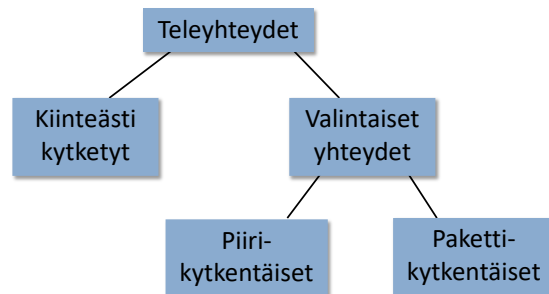 Teleyhteydet
Kiinteästi
kytketyt
Valintaiset
yhteydet
Piiri-
kytkentäiset
Paketti-
kytkentäiset